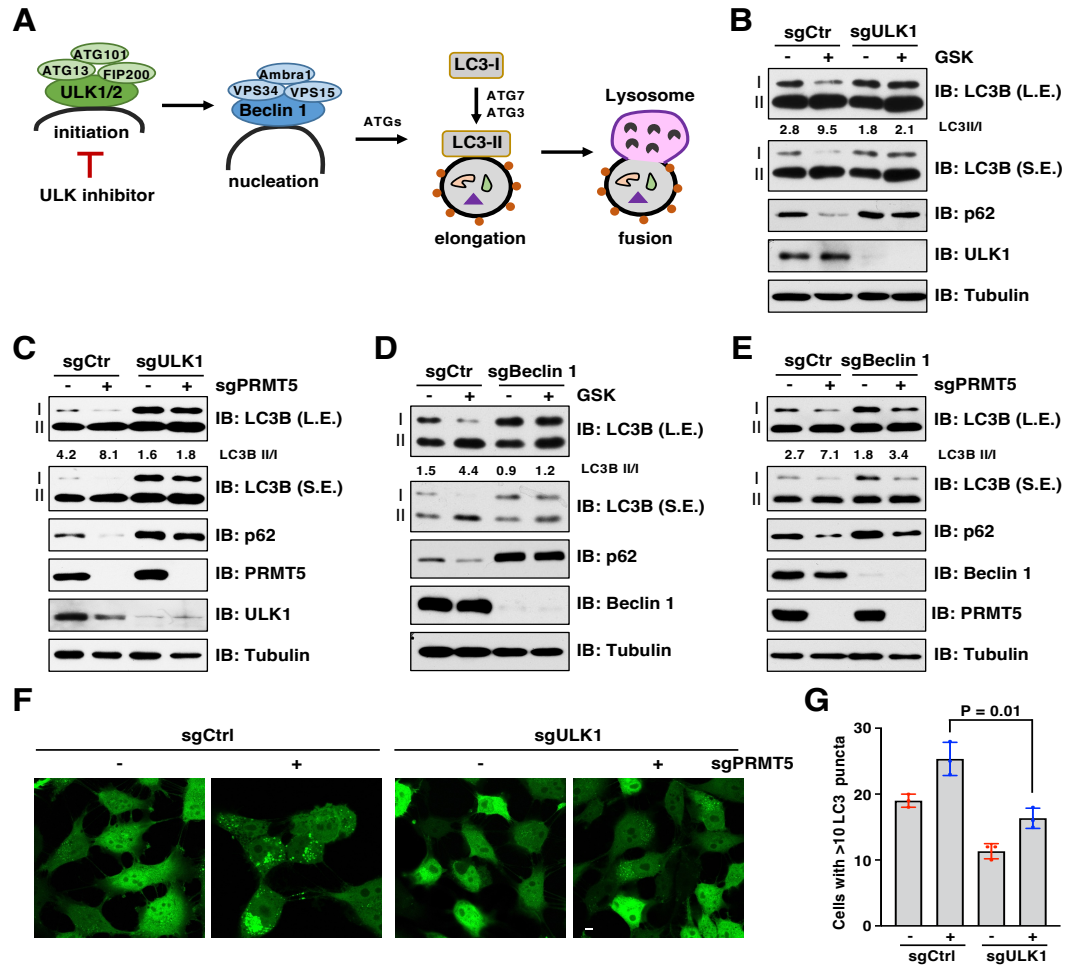 A
ATG101
ATG13
FIP200
ULK1/2
initiation
ULK inhibitor
Ambra1
VPS34
VPS15
Beclin 1
nucleation
ATGs
LC3-I
ATG7
ATG3
LC3-II
elongation
Lysosome
fusion
B
sgCtr sgULK1
- + - + GSK
I
II
IB: LC3B (L.E.)
2.8 9.5 1.8 2.1 LC3II/I
I
II
IB: LC3B (S.E.)
IB: p62
IB: ULK1
IB: Tubulin
C
sgCtr sgULK1
- + - + sgPRMT5
I
II
IB: LC3B (L.E.)
4.2 8.1 1.6 1.8 LC3B II/I
I
II
IB: LC3B (S.E.)
IB: p62
IB: PRMT5
IB: ULK1
IB: Tubulin
D
sgCtr sgBeclin 1
- + - + GSK
I
II
IB: LC3B (L.E.)
1.5 4.4 0.9 1.2 LC3B II/I
I
II
IB: LC3B (S.E.)
IB: p62
IB: Beclin 1
IB: Tubulin
E
sgCtr sgBeclin 1
- + - + sgPRMT5
I
II
IB: LC3B (L.E.)
2.7 7.1 1.8 3.4 LC3B II/I
I
II
IB: LC3B (S.E.)
IB: p62
IB: Beclin 1
IB: PRMT5
IB: Tubulin
F
sgCtrl sgULK1
- + - + sgPRMT5
G
P = 0.01
Cells with >10 LC3 puncta
30
20
10
0
- + - +
sgCtrl sgULK1